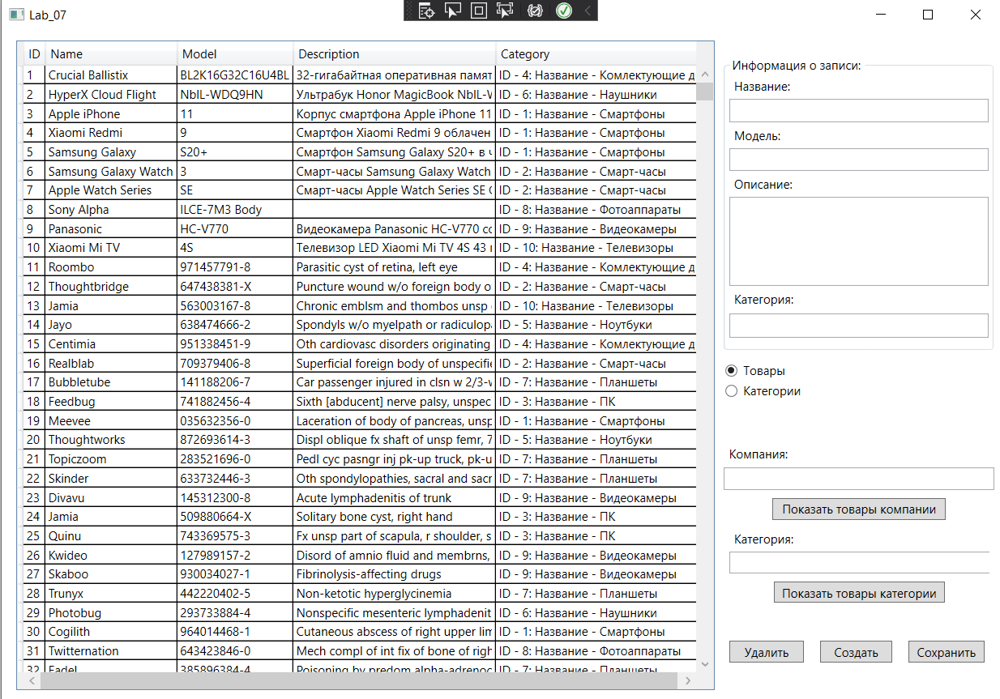 Lab_07
ID Name Model Description Category
1 Crucial Ballistix BL2K16G32C16U4BL 32-гигабайтная оперативная памят ID - 4: Название - Комлектующие д
2 HyperX Cloud Flight NbIL-WDQ9HN Ультрабук Honor MagicBook NbIL-W ID - 6: Название - Наушники
3 Apple iPhone 11 Корпус смартфона Apple iPhone 11 ID - 1: Название - Смартфоны
4 Xiaomi Redmi 9 Смартфон Xiaomi Redmi 9 облачен ID - 1: Название - Смартфоны
5 Samsung Galaxy S20+ Смартфон Samsung Galaxy S20+ в ч ID - 1: Название - Смартфоны
6 Samsung Galaxy Watch 3 Смарт-часы Samsung Galaxy Watch ID - 2: Название - Смарт-часы
7 Apple Watch Series SE Смарт-часы Apple Watch Series SE ID - 2: Название - Смарт-часы
8 Sony Alpha ILCE-7M3 Body ID - 8: Название - Фотоаппараты
9 Panasonic HC-V770 Видеокамера Panasonic HC-V770 со ID - 9: Название - Видеокамеры
10 Xiaomi Mi TV 4S Телевизор LED Xiaomi Mi TV 4S 43 ID - 10: Название - Телевизоры
11 Roombo 971457791-8 Parasitic cyst of retina, left eye ID - 4: Название - Комлектующие д
12 Thoughtbridge 647438381-X Puncture wound w/o foreign body o ID - 2: Название - Смарт-часы
13 Jamia 563003167-8 Chronic emblsm and thombos unsp ID - 10: Название - Телевизоры
14 Jayo 638474666-2 Spondyls w/o myelpath or radiculopa ID - 5: Название - Ноутбуки
15 Centimia 951338451-9 Oth cardiovasc disorders originating ID - 4: Название - Комлектующие д
16 Realblab 709379406-8 Superficial foreign body of unspecifie ID - 2: Название - Смарт-часы
17 Bubbletube 141188206-7 Car passenger injured in clsn w 2/3-w ID - 7: Название - Планшеты
18 Feedbug 741882456-4 Sixth [abducent] nerve palsy, unspec ID - 3: Название - ПК
19 Meevee 035632356-0 Laceration of body of pancreas, unsp ID - 1: Название - Смартфоны
20 Thoughtworks 872693614-3 Displ oblique fx shaft of unsp femr, 7 ID - 5: Название - Ноутбуки
21 Topiczoom 283521696-0 Pedl cyc pasngr inj pk-up truck, pk-u ID - 7: Название - Планшеты
22 Skinder 633732446-3 Oth spondylopathies, sacral and sacr ID - 7: Название - Планшеты
23 Divavu 145312300-8 Acute lymphadenitis of trunk ID - 9: Название - Видеокамеры
24 Jamia 509880664-X Solitary bone cyst, right hand ID - 3: Название - ПК
25 Quinu 743369575-3 Fx unsp part of scapula, r shoulder, s ID - 3: Название - ПК
26 Kwideo 127989157-2 Disord of amnio fluid and membrns, ID - 9: Название - Видеокамеры
27 Skaboo 930034027-1 Fibrinolysis-affecting drugs ID - 9: Название - Видеокамеры
28 Trunyx 442220402-5 Non-ketotic hyperglycinemia ID - 7: Название - Планшеты
29 Photobug 293733884-4 Nonspecific mesenteric lymphadenit ID - 6: Название - Наушники
30 Cogilith 964014468-1 Cutaneous abscess of right upper lim ID - 1: Название - Смартфоны
31 Twitternation 643423846-0 Mech compl of int fix of bone of righ ID - 8: Название - Фотоаппараты
32 Eadel 385896384-4 Poisoning by predom alpha-adrenoc ID - 7: Название - Планшеты
Информация о записи:
Название:
Модель:
Описание:
Категория:
Товары
Категории
Компания:
Показать товары компании
Категория:
Показать товары категории
Удалить Создать Сохранить